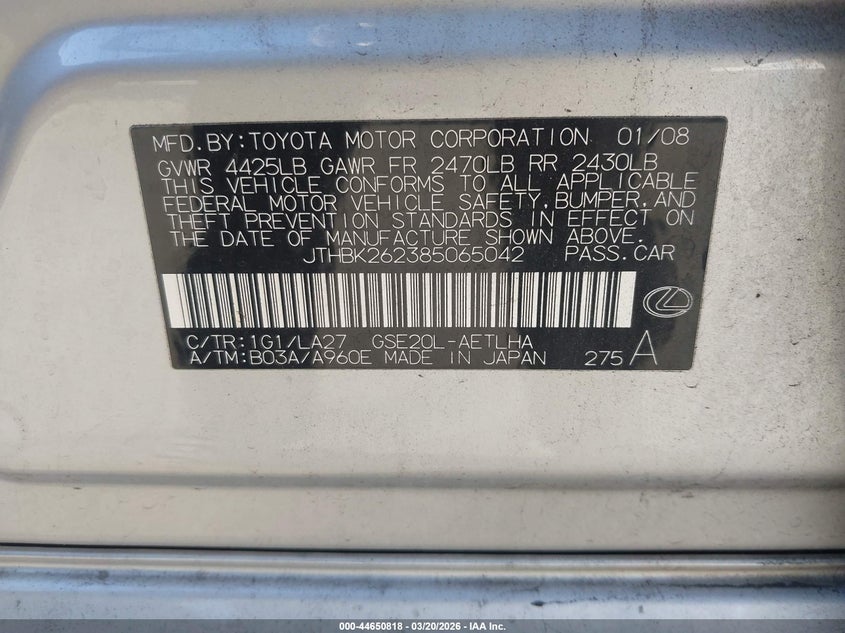 MFD.BY:TOYOTA MOTOR CORPORATION 01/08
GVWR 4425LB GAWR FR 2470LB RR 2430LB
THIS VEHICLE CONFORMS TO ALL APPLICABLE
FEDERAL MOTOR VEHICLE SAFETY,BUMPER,AND
THEFT PREVENTION STANDARDS IN EFFECT ON
THE DATE OF MANUFACTURE SHOWN ABOVE.
JTHBK262385065042 PASS.CAR
C/TR:1G1/LA27 GSE20L-AETLHA
A/TM:B03A/A960E MADE IN JAPAN 275 A
000-44650818 | 03/20/2026 | IAA Inc.